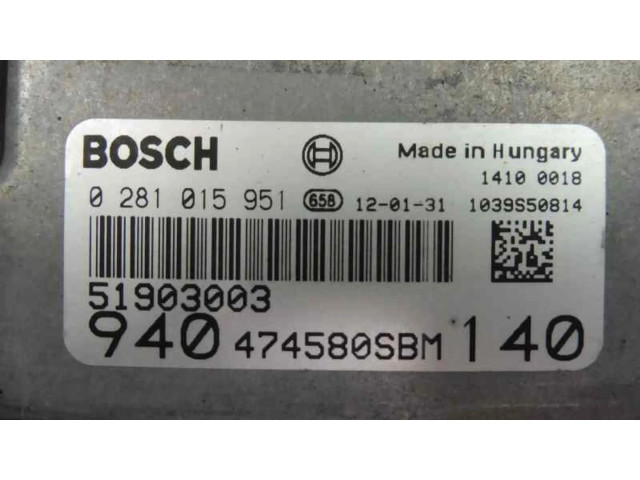 BOSCH Made in Hungary
1410 0018
0 281 015 951 658 12-01-31 1039S50814
51903003
940 474580SBM 140